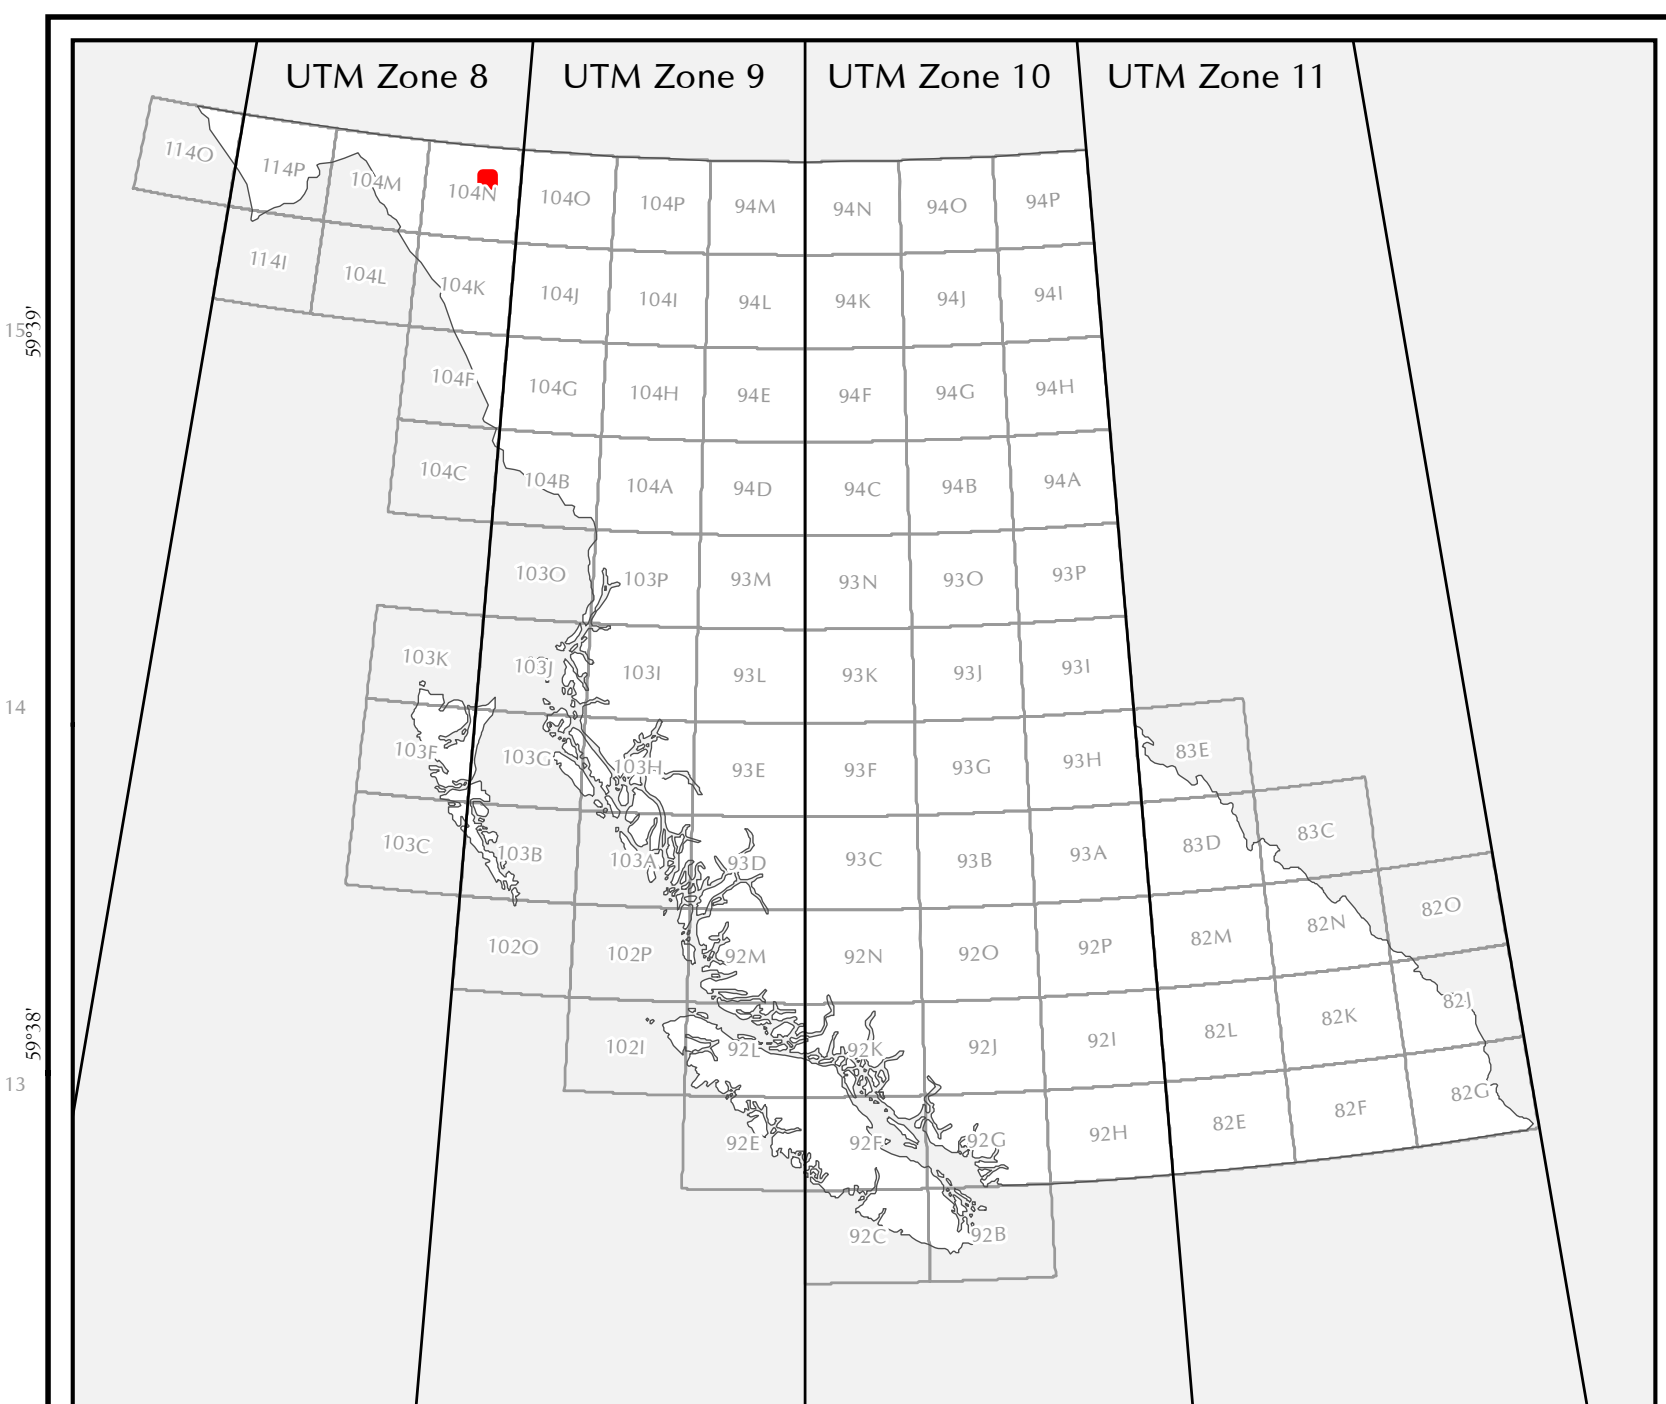 UTM Zone 8 UTM Zone 9 UTM Zone 10 UTM Zone 11
114O 114P 104M 104N 104O 104P 94M 94N 94O 94P
114I 104L 104K 104J 104I 94L 94K 94J 94I
15
59°39'
104F 104G 104H 94E 94F 94G 94H
104C 104B 104A 94D 94C 94B 94A
103O 103P 93M 93N 93O 93P
103K 103J 103I 93L 93K 93J 93I
14
103F 103G 103H 93E 93F 93G 93H 83E
103C 103B 103A 93D 93C 93B 93A 83D 83C
102O 102P 92M 92N 92O 92P 82M 82N 82O
59°38'
102I 92L 92K 92J 92I 82L 82K 82J
13
92E 92F 92G 92H 82E 82F 82G
92C 92B